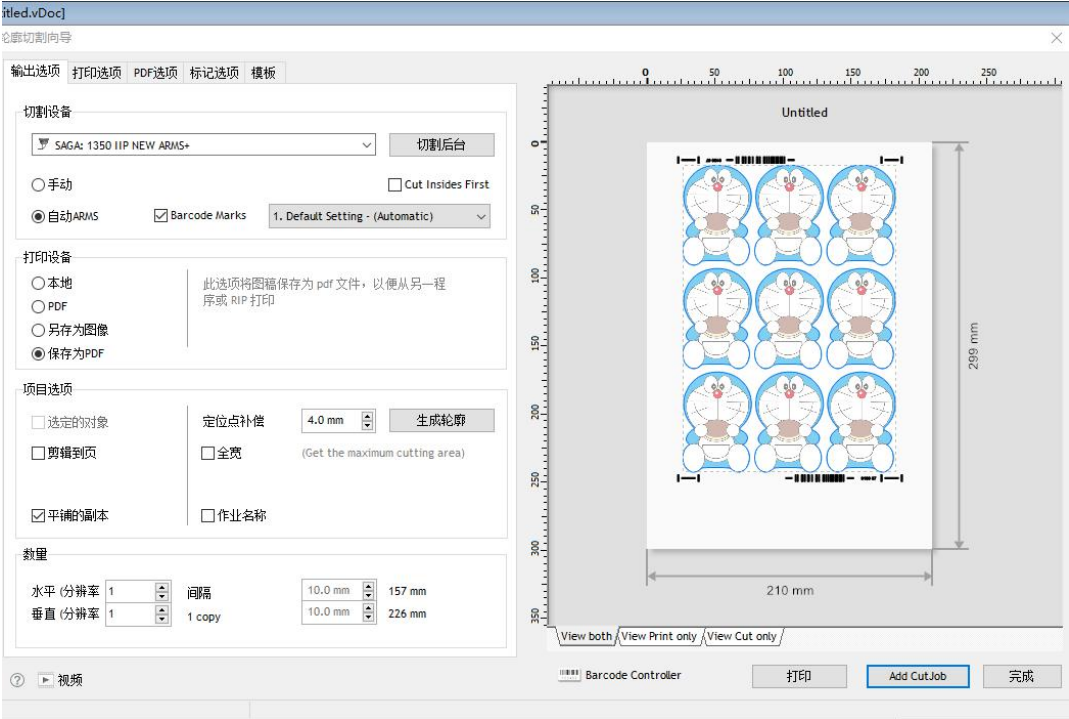 itled.vDoc]
轮廓切割向导
输出选项 打印选项 PDF选项 标记选项 模板
切割设备
SAGA: 1350 IIP NEW ARMS+
切割后台
手动
Cut Insides First
自动ARMS
Barcode Marks
1. Default Setting - (Automatic)
打印设备
本地
PDF
另存为图像
保存为PDF
此选项将图稿保存为 pdf 文件，以便从另一程
序或 RIP 打印
项目选项
选定的对象
定位点补偿
4.0 mm
生成轮廓
剪辑到页
全宽
(Get the maximum cutting area)
平铺的副本
作业名称
数量
水平 (分辨率
1
间隔
10.0 mm
157 mm
垂直 (分辨率
1
1 copy
10.0 mm
226 mm
视频
0 50 100 150 200 250
Untitled
0
50
100
150
200
250
300
350
299 mm
210 mm
View both
View Print only
View Cut only
Barcode Controller
打印
Add CutJob
完成